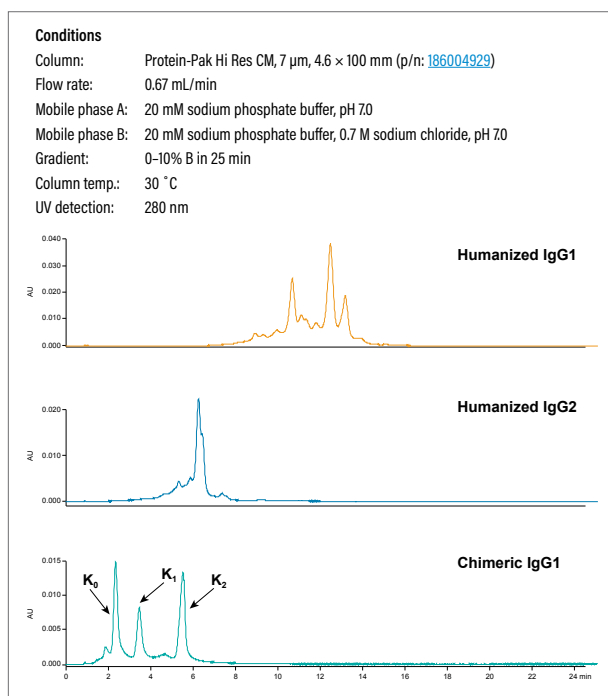 Conditions
Column: Protein-Pak Hi Res CM, 7 µm, 4.6 × 100 mm (p/n: 186004929)
Flow rate: 0.67 mL/min
Mobile phase A: 20 mM sodium phosphate buffer, pH 7.0
Mobile phase B: 20 mM sodium phosphate buffer, 0.7 M sodium chloride, pH 7.0
Gradient: 0–10% B in 25 min
Column temp.: 30 ˚C
UV detection: 280 nm
0.040
Humanized IgG1
0.030
AU
0.020
0.010
0.000
Humanized IgG2
0.020
AU
0.010
0.000
0.015
Chimeric IgG1
K₀ K₁ K₂
0.010
AU
0.005
0.000
0 2 4 6 8 10 12 14 16 18 20 22 24 min